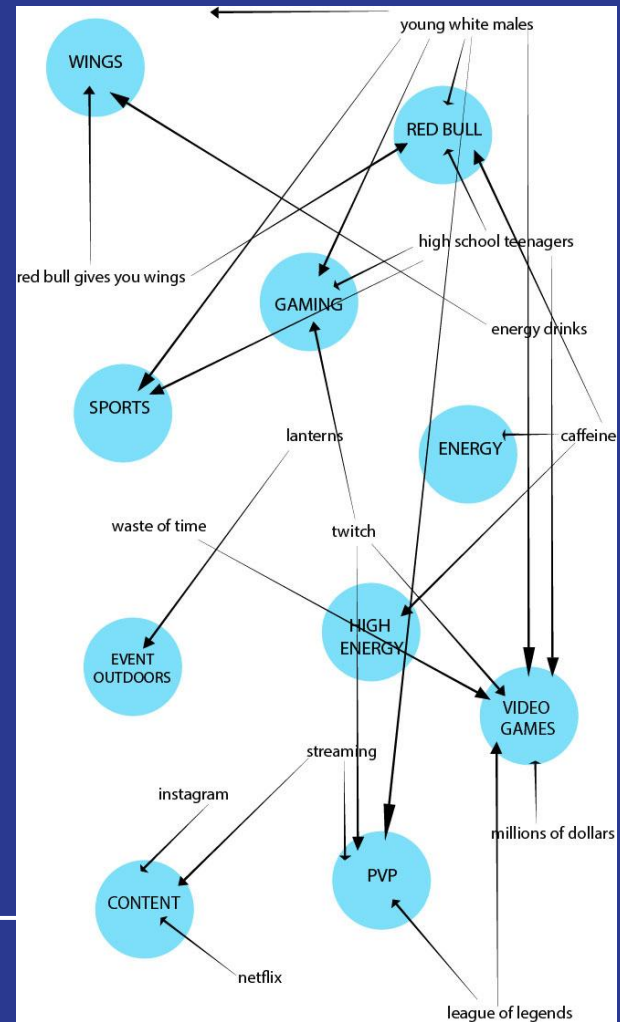 young white males
WINGS
RED BULL
high school teenagers
red bull gives you wings
GAMING
energy drinks
SPORTS
lanterns
ENERGY
caffeine
waste of time
twitch
HIGH
ENERGY
EVENT
OUTDOORS
VIDEO
GAMES
streaming
instagram
millions of dollars
PVP
CONTENT
netflix
league of legends